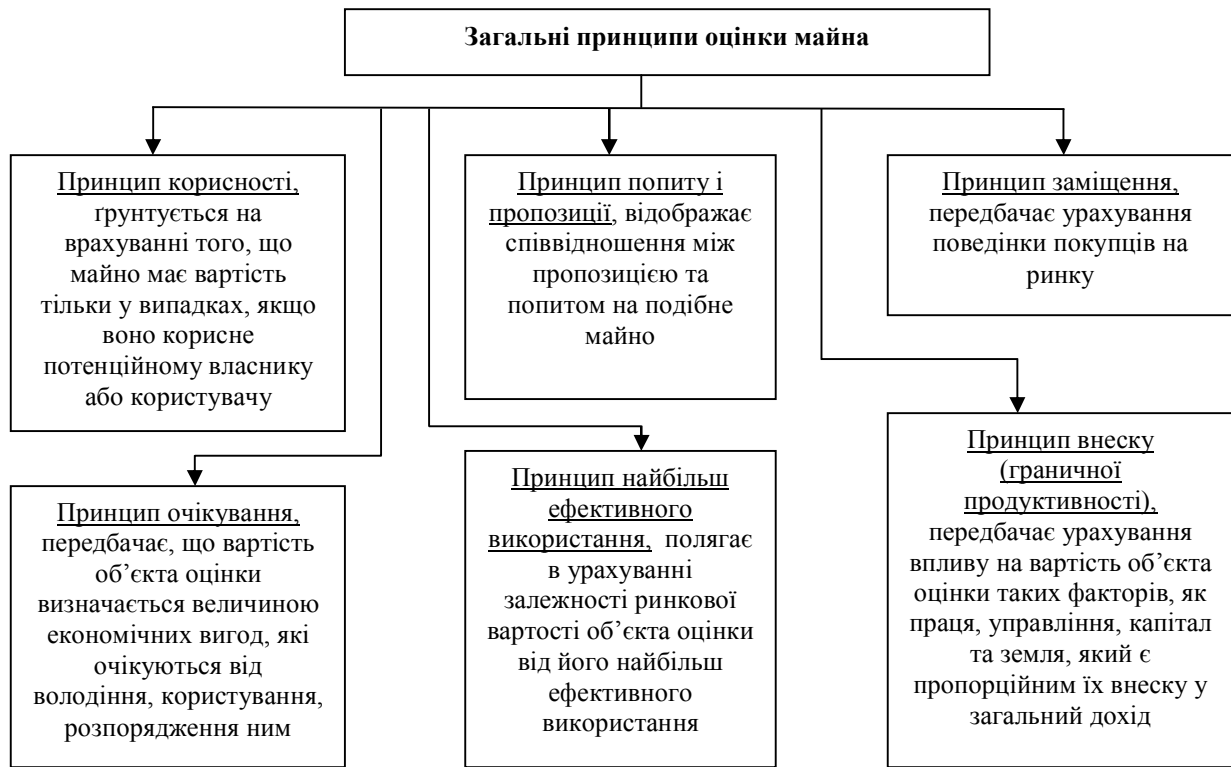 Загальні принципи оцінки майна
Принцип корисності,
ґрунтується на
врахуванні того, що
майно має вартість
тільки у випадках, якщо
воно корисне
потенційному власнику
або користувачу
Принцип попиту і
пропозиції, відображає
співвідношення між
пропозицією та
попитом на подібне
майно
Принцип заміщення,
передбачає урахування
поведінки покупців на
ринку
Принцип очікування,
передбачає, що вартість
об’єкта оцінки
визначається величиною
економічних вигод, які
очікуються від
володіння, користування,
розпорядження ним
Принцип найбільш
ефективного
використання, полягає
в урахуванні
залежності ринкової
вартості об’єкта оцінки
від його найбільш
ефективного
використання
Принцип внеску
(граничної
продуктивності),
передбачає урахування
впливу на вартість об’єкта
оцінки таких факторів, як
праця, управління, капітал
та земля, який є
пропорційним їх внеску у
загальний дохід